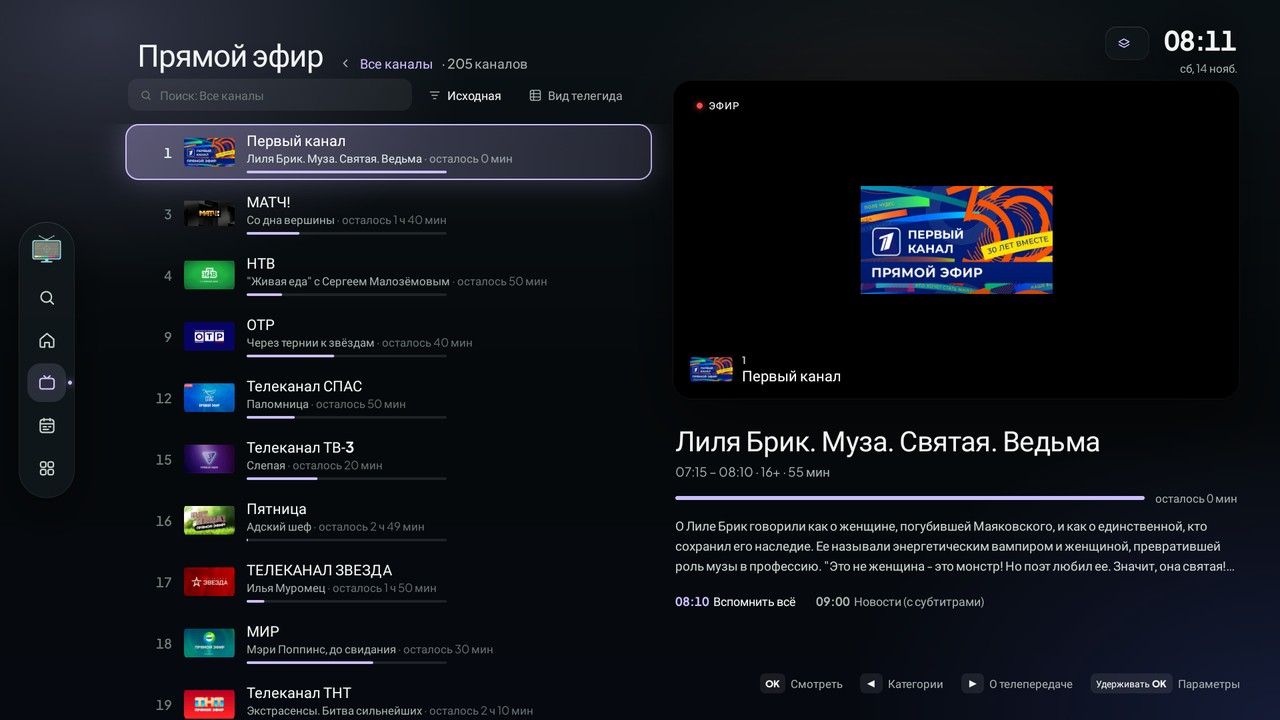 Прямой эфир
Все каналы · 205 каналов
08:11
сб, 14 нояб.
Поиск: Все каналы
Исходная
Вид телегида
1
Первый канал
Лиля Брик. Муза. Святая. Ведьма · осталось 0 мин
3
МАТЧ!
Со дна вершины · осталось 1 ч 40 мин
4
НТВ
"Живая еда" с Сергеем Малозёмовым · осталось 50 мин
9
ОТР
Через тернии к звёздам · осталось 40 мин
12
Телеканал СПАС
Паломница · осталось 50 мин
15
Телеканал ТВ-3
Слепая · осталось 20 мин
16
Пятница
Адский шеф · осталось 2 ч 49 мин
17
ТЕЛЕКАНАЛ ЗВЕЗДА
Илья Муромец · осталось 1 ч 50 мин
18
МИР
Мэри Поппинс, до свидания · осталось 30 мин
19
Телеканал ТНТ
Экстрасенсы. Битва сильнейших · осталось 2 ч 10 мин
ЭФИР
ПЕРВЫЙ
КАНАЛ
30 ЛЕТ ВМЕСТЕ
ПРЯМОЙ ЭФИР
1
Первый канал
Лиля Брик. Муза. Святая. Ведьма
07:15 – 08:10 · 16+ · 55 мин
осталось 0 мин
О Лиле Брик говорили как о женщине, погубившей Маяковского, и как о единственной, кто
сохранил его наследие. Ее называли энергетическим вампиром и женщиной, превратившей
роль музы в профессию. "Это не женщина - это монстр! Но поэт любил ее. Значит, она святая!...
08:10 Вспомнить всё 09:00 Новости (с субтитрами)
OK Смотреть ◀ Категории ▶ О телепередаче Удерживать OK Параметры